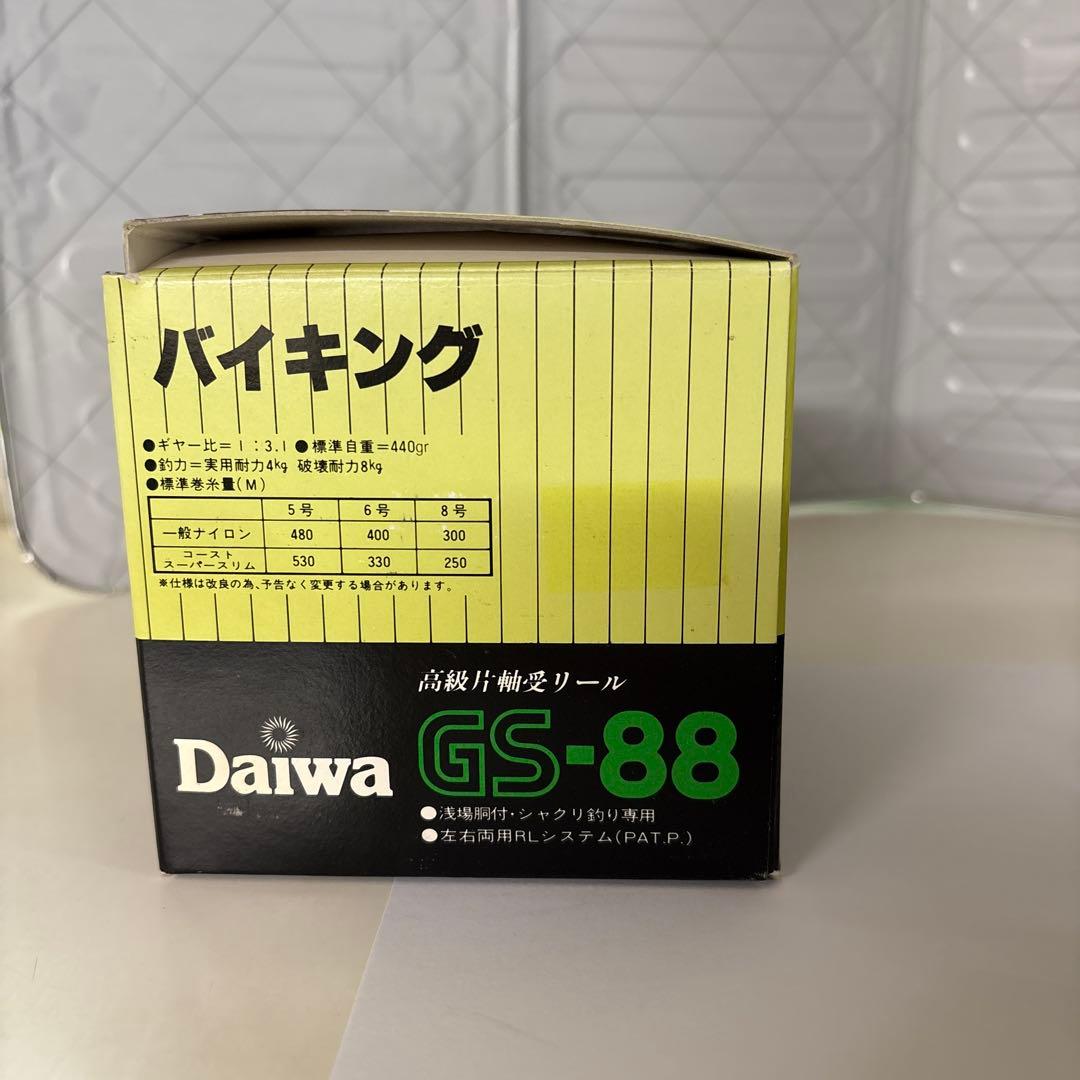 バイキング
●ギヤー比＝1：3.1 ●標準自重＝440gr
●釣力＝実用耐力4kg 破壊耐力8kg
●標準巻糸量(M)
5号 6号 8号
一般ナイロン 480 400 300
コースト
スーパースリム 530 330 250
※仕様は改良の為、予告なく変更する場合があります。
高級片軸受リール
Daiwa GS-88
●浅場胴付・シャクリ釣り専用
●左右両用RLシステム(PAT.P.)